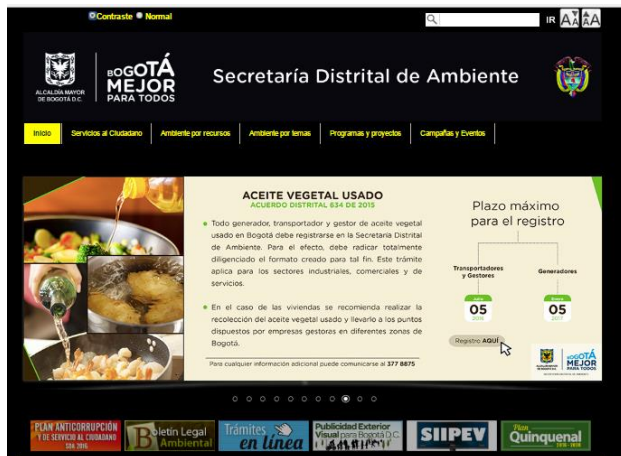 Contraste Normal
IR A A A
ALCALDÍA MAYOR
DE BOGOTÁ D.C.
BOGOTÁ
MEJOR
PARA TODOS
Secretaría Distrital de Ambiente
Inicio Servicios al Ciudadano Ambiente por recursos Ambiente por temas Programas y proyectos Campañas y Eventos
ACEITE VEGETAL USADO
ACUERDO DISTRITAL 634 DE 2015
Todo generador, transportador y gestor de aceite vegetal
usado en Bogotá debe registrarse en la Secretaria Distrital
de Ambiente. Para el efecto, debe radicar totalmente
diligenciado el formato creado para tal fin. Este trámite
aplica para los sectores industriales, comerciales y de
servicios.
En el caso de las viviendas se recomienda realizar la
recolección del aceite vegetal usado y llevarlo a los puntos
dispuestos por empresas gestoras en diferentes zonas de
Bogotá.
Para cualquier información adicional puede comunicarse al 377 8875
Plazo máximo
para el registro
Transportadores
y Gestores
Generadores
05
05
Registro AQUÍ
BOGOTÁ
MEJOR
PARA TODOS
PLAN ANTICORRUPCIÓN
Y DE SERVICIO AL CIUDADANO
SDA 2016
Boletín Legal
Ambiental
Trámites
en línea
Publicidad Exterior
Visual para Bogotá D.C.
SIIPEV
Plan
Quinquenal